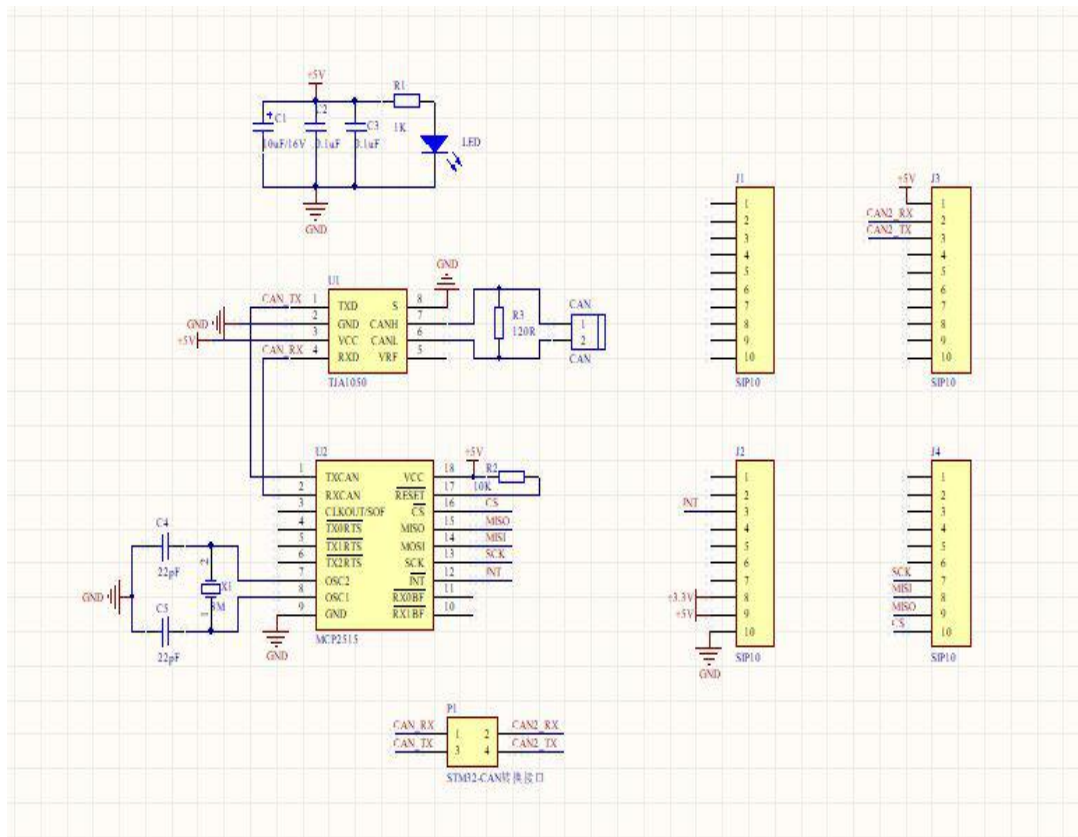 +5V
R1
C1
C2
C3
1K
10uF/16V
0.1uF
0.1uF
LED
GND
J1
1
2
3
4
5
6
7
8
9
10
SIP10
+5V
J3
CAN2_RX
CAN2_TX
1
2
3
4
5
6
7
8
9
10
SIP10
GND
U1
CAN_TX 1 TXD S 8
GND 2 GND CANH 7
+5V 3 VCC CANL 6
CAN_RX 4 RXD VRF 5
TJA1050
R3
120R
CAN
1
2
CAN
U2
+5V
R2
10K
1 TXCAN VCC 18
2 RXCAN RESET 17
3 CLKOUT/SOF CS 16 CS
4 TX0RTS MISO 15 MISO
5 TX1RTS MOSI 14 MISI
6 TX2RTS SCK 13 SCK
7 OSC2 INT 12 INT
8 OSC1 RX0BF 11
9 GND RX1BF 10
MCP2515
GND
C4
22pF
2
X1
8M
1
GND
C5
22pF
J2
1
2
INT 3
4
5
6
7
+3.3V 8
+5V 9
10
GND
SIP10
J4
1
2
3
4
5
6
SCK 7
MISI 8
MISO 9
CS 10
SIP10
P1
CAN_RX 1 2 CAN2_RX
CAN_TX 3 4 CAN2_TX
STM32-CAN转换接口